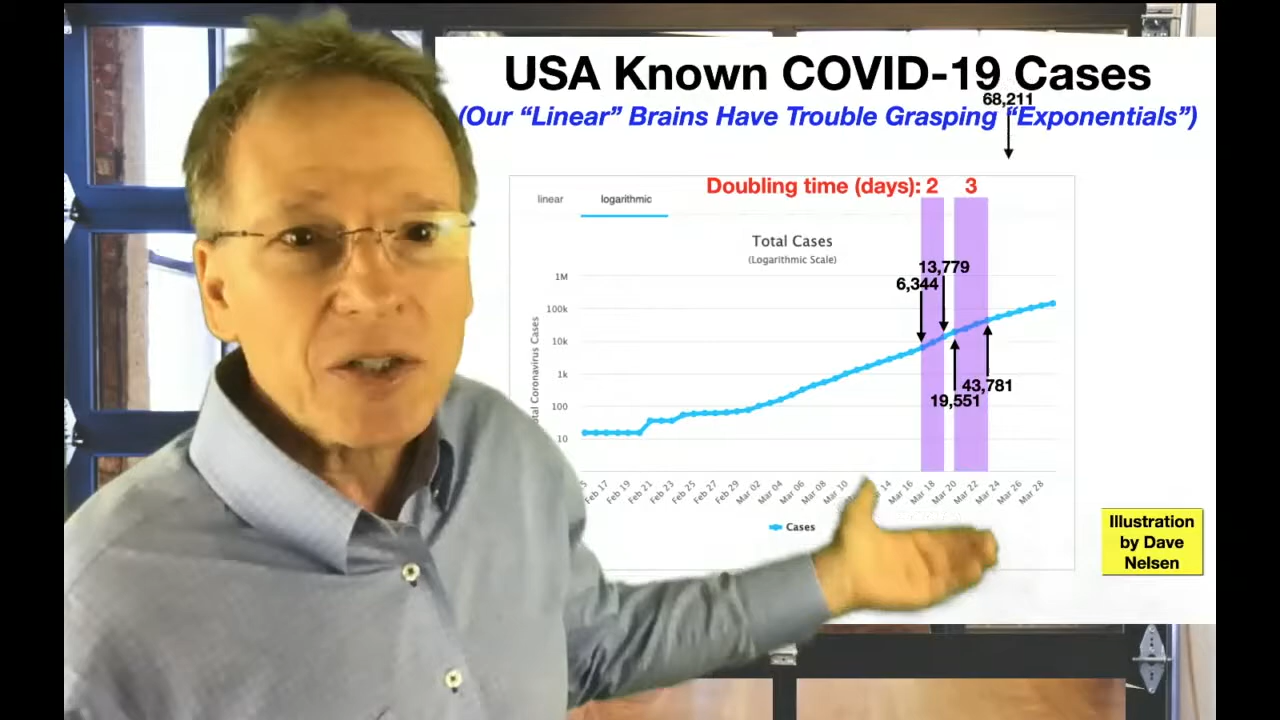 USA Known COVID-19 Cases
68,211
(Our “Linear” Brains Have Trouble Grasping “Exponentials”)
Doubling time (days): 2 3
linear logarithmic
Total Cases
(Logarithmic Scale)
13,779
6,344
1M
100k
10k
1k
100
10
Coronavirus Cases
43,781
19,551
Feb 17
Feb 19
Feb 21
Feb 23
Feb 25
Feb 27
Feb 29
Mar 02
Mar 04
Mar 06
Mar 08
Mar 10
14
Mar 16
Mar 18
Mar 20
Mar 22
Mar 24
Mar 26
Mar 28
Cases
Illustration
by Dave
Nelsen